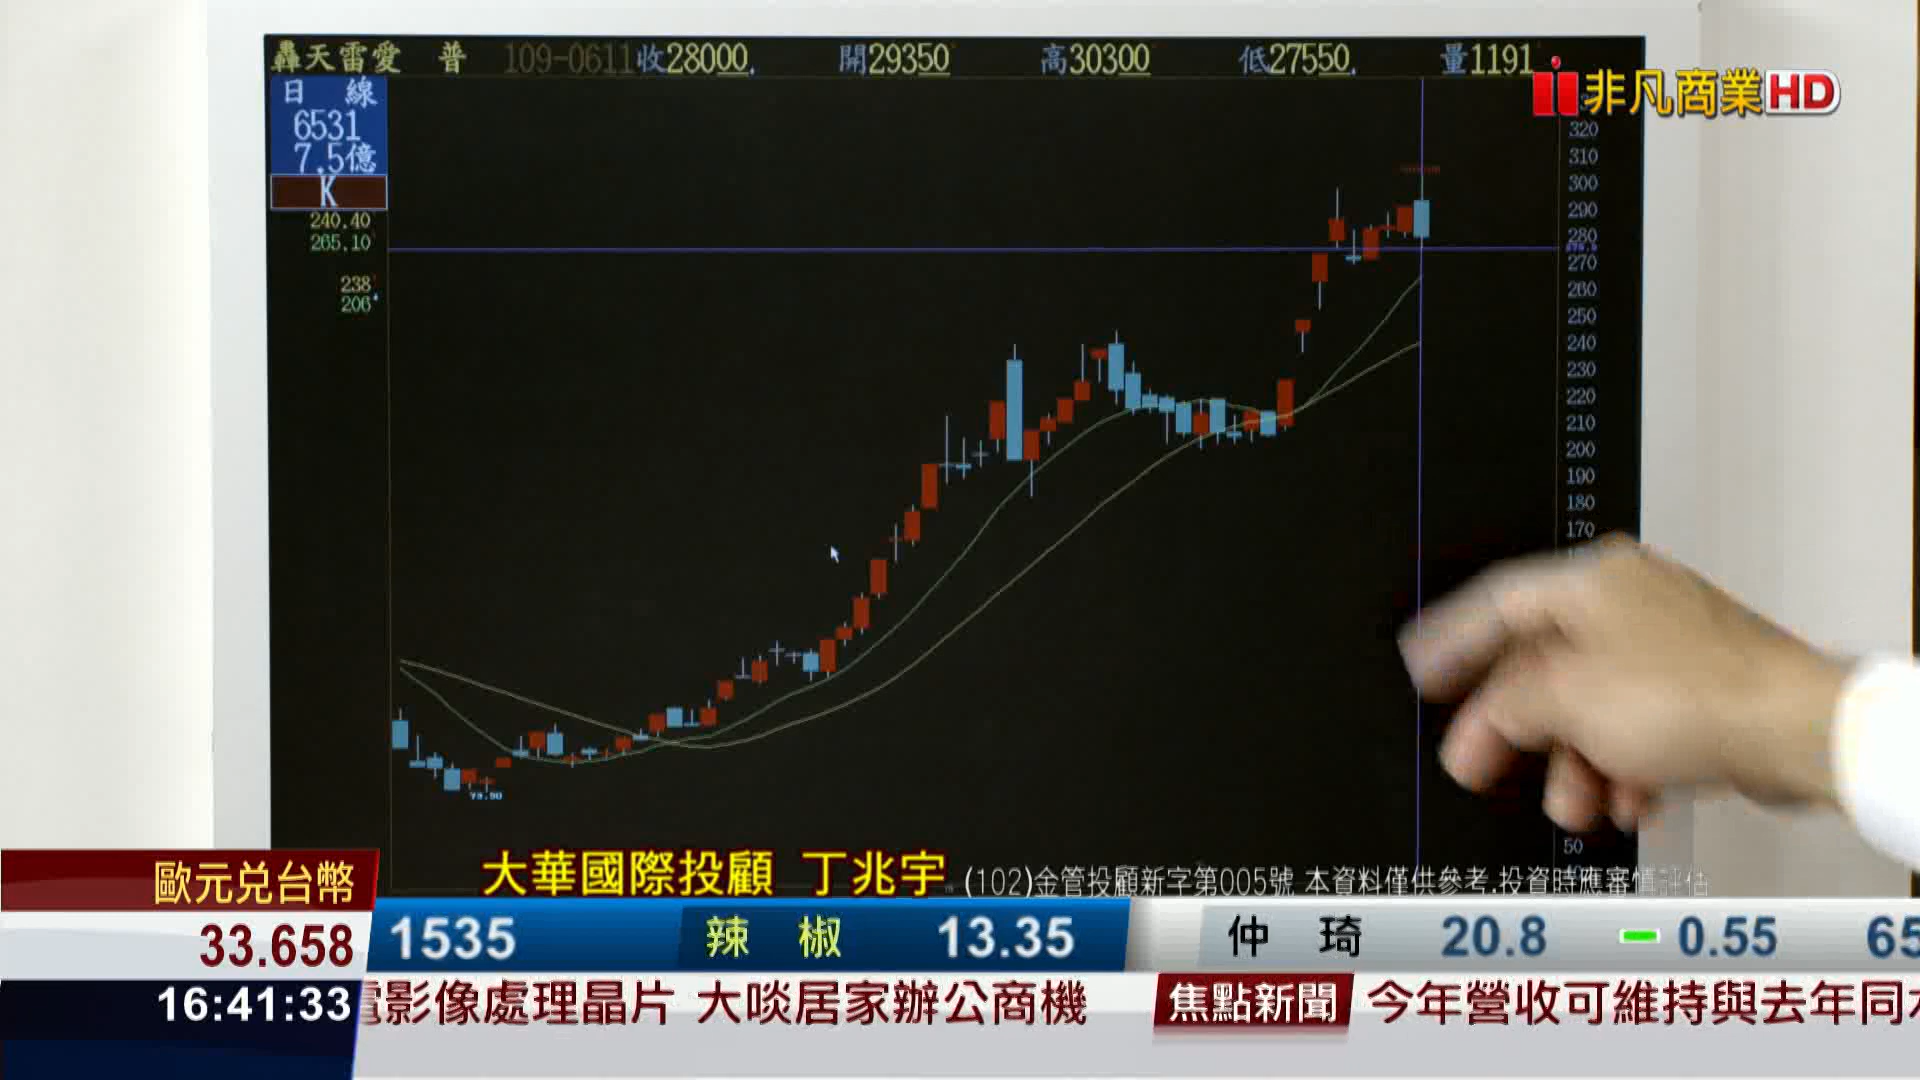 轟天雷愛 普 109-0611收28000 開29350 高30300 低27550 量1191
非凡商業HD
日 線
6531
7.5億
K
240.40
265.10
238
206
320
310
300
290
280
270
260
250
240
230
220
210
200
190
180
170
50
大華國際投顧 丁兆宇 (102)金管投顧新字第005號 本資料僅供參考.投資時應審慎評估
歐元兌台幣
33.658
1535 辣 椒 13.35 仲 琦 20.8 0.55 65
16:41:33
影像處理晶片 大啖居家辦公商機 焦點新聞 今年營收可維持與去年同